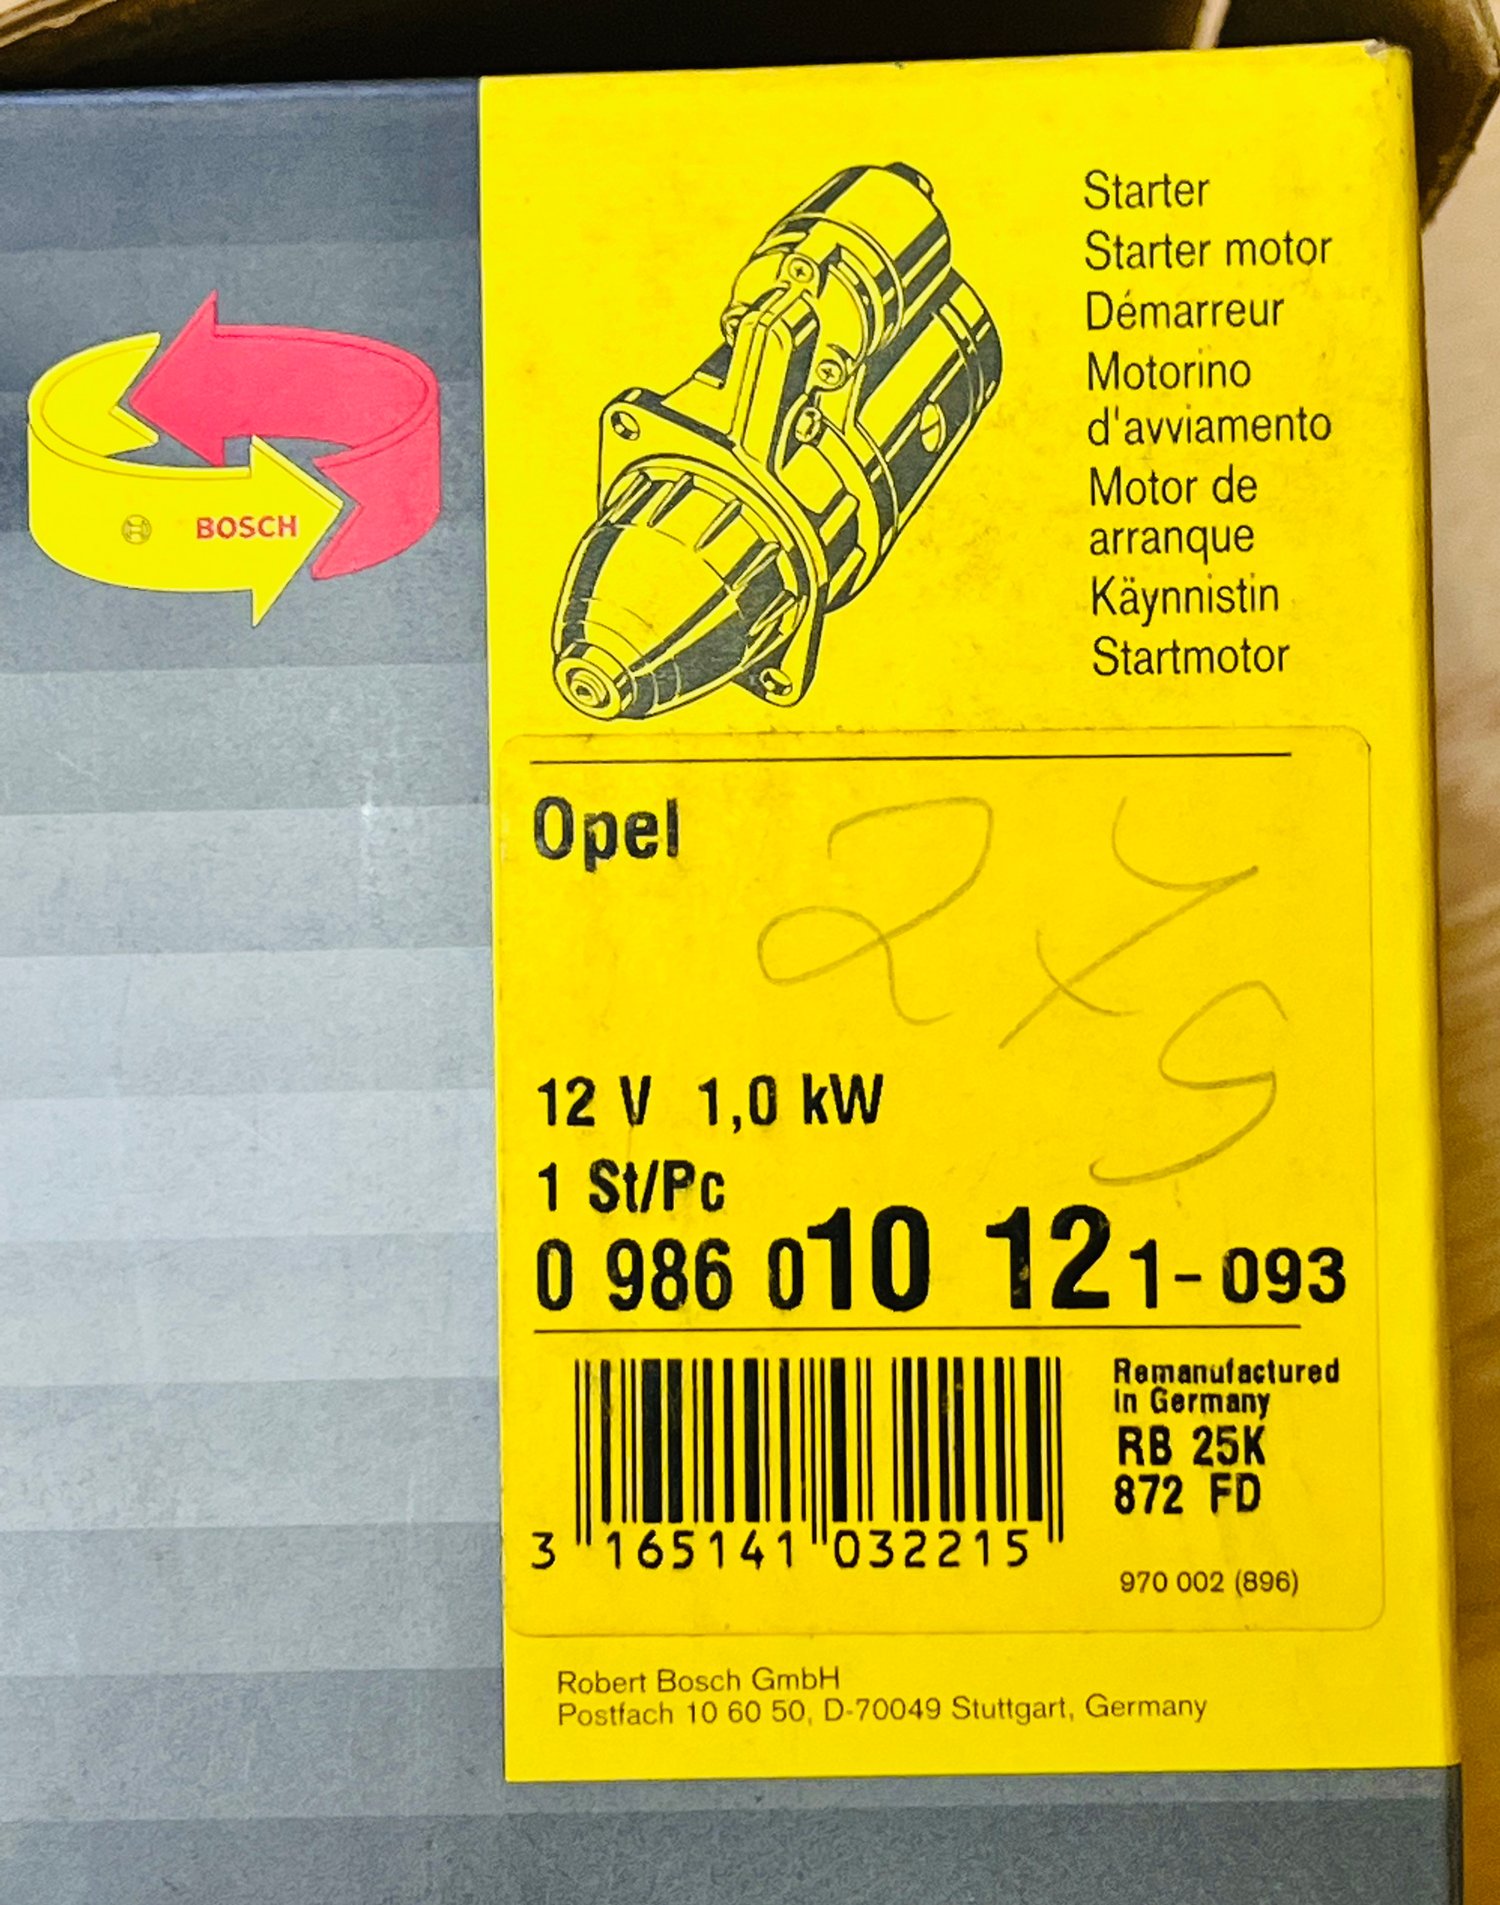 BOSCH
Starter
Starter motor
Démarreur
Motorino
d'avviamento
Motor de
arranque
Käynnistin
Startmotor
Opel
12 V 1,0 kW
1 St/Pc
0 986 010 121-093
3 165141 032215
Remanufactured
in Germany
RB 25K
872 FD
970 002 (896)
Robert Bosch GmbH
Postfach 10 60 50, D-70049 Stuttgart, Germany